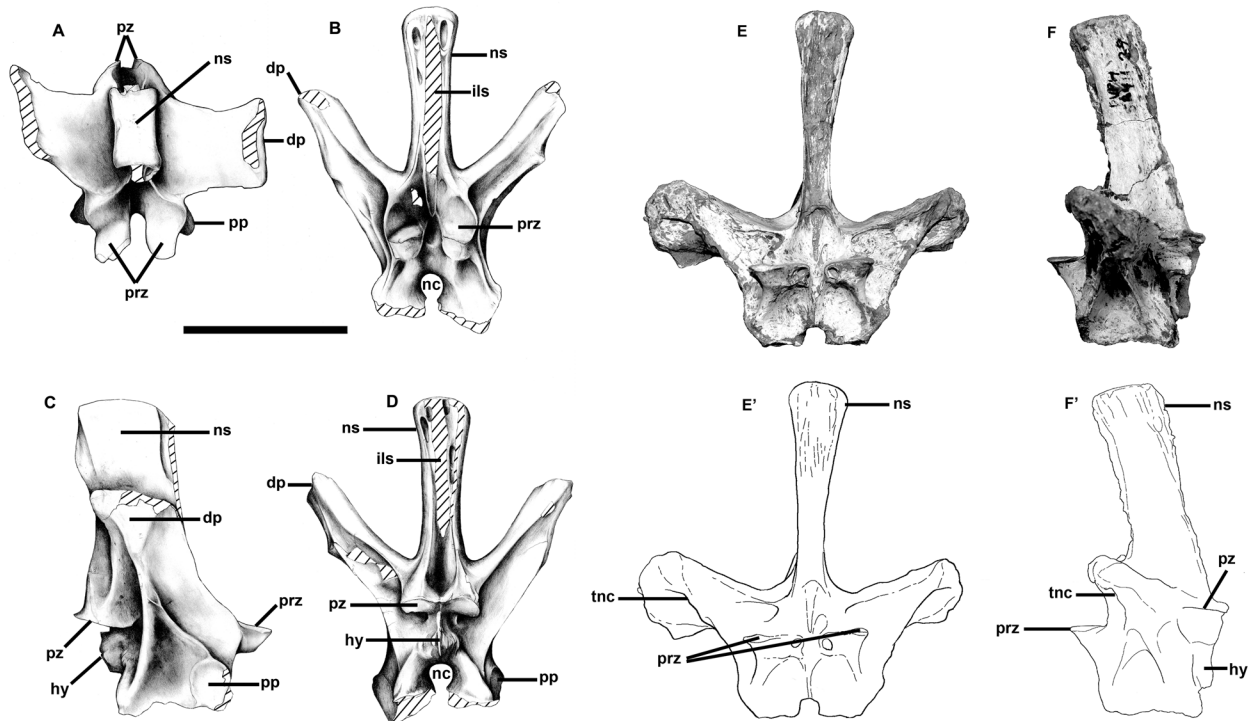 A
pz
ns
dp
pp
prz
B
dp
ns
ils
prz
nc
E
F
C
ns
dp
prz
pz
hy
pp
D
ns
ils
dp
pz
hy
nc
pp
E'
ns
tnc
prz
F'
ns
pz
tnc
prz
hy